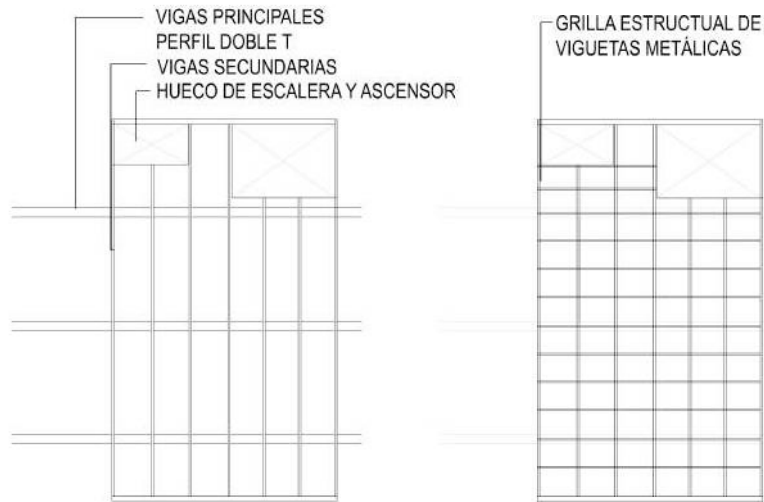 VIGAS PRINCIPALES
PERFIL DOBLE T
VIGAS SECUNDARIAS
HUECO DE ESCALERA Y ASCENSOR
GRILLA ESTRUCTUAL DE
VIGUETAS METÁLICAS